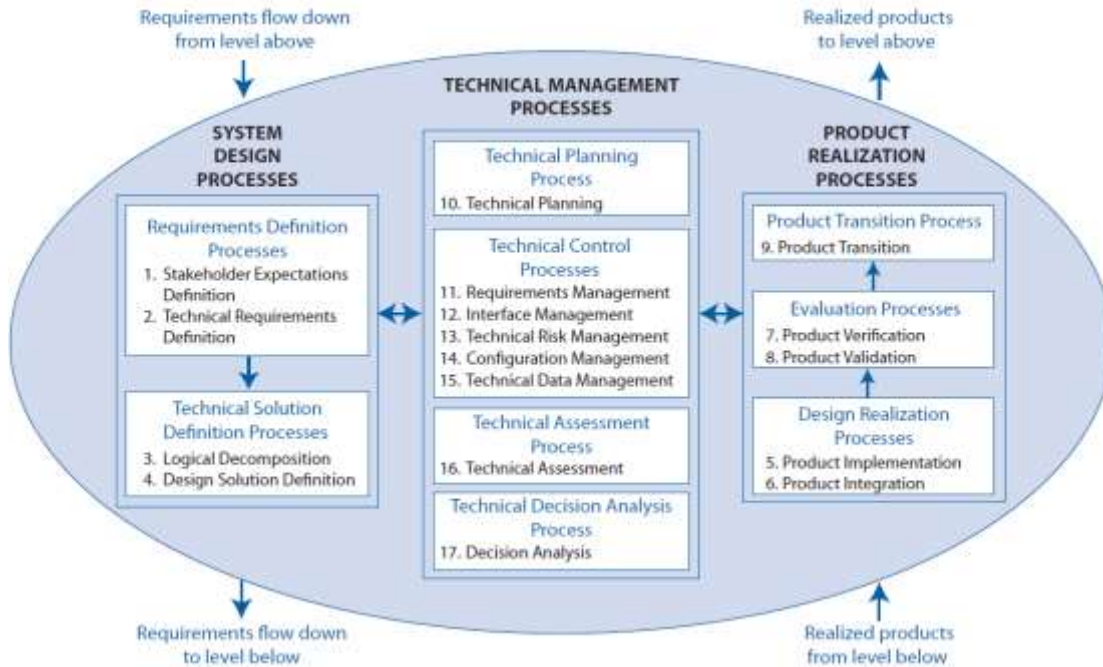 Requirements flow down
from level above
Realized products
to level above
TECHNICAL MANAGEMENT
PROCESSES
SYSTEM
DESIGN
PROCESSES
Requirements Definition
Processes
1. Stakeholder Expectations
Definition
2. Technical Requirements
Definition
Technical Solution
Definition Processes
3. Logical Decomposition
4. Design Solution Definition
Technical Planning
Process
10. Technical Planning
Technical Control
Processes
11. Requirements Management
12. Interface Management
13. Technical Risk Management
14. Configuration Management
15. Technical Data Management
Technical Assessment
Process
16. Technical Assessment
Technical Decision Analysis
Process
17. Decision Analysis
PRODUCT
REALIZATION
PROCESSES
Product Transition Process
9. Product Transition
Evaluation Processes
7. Product Verification
8. Product Validation
Design Realization
Processes
5. Product Implementation
6. Product Integration
Requirements flow down
to level below
Realized products
from level below